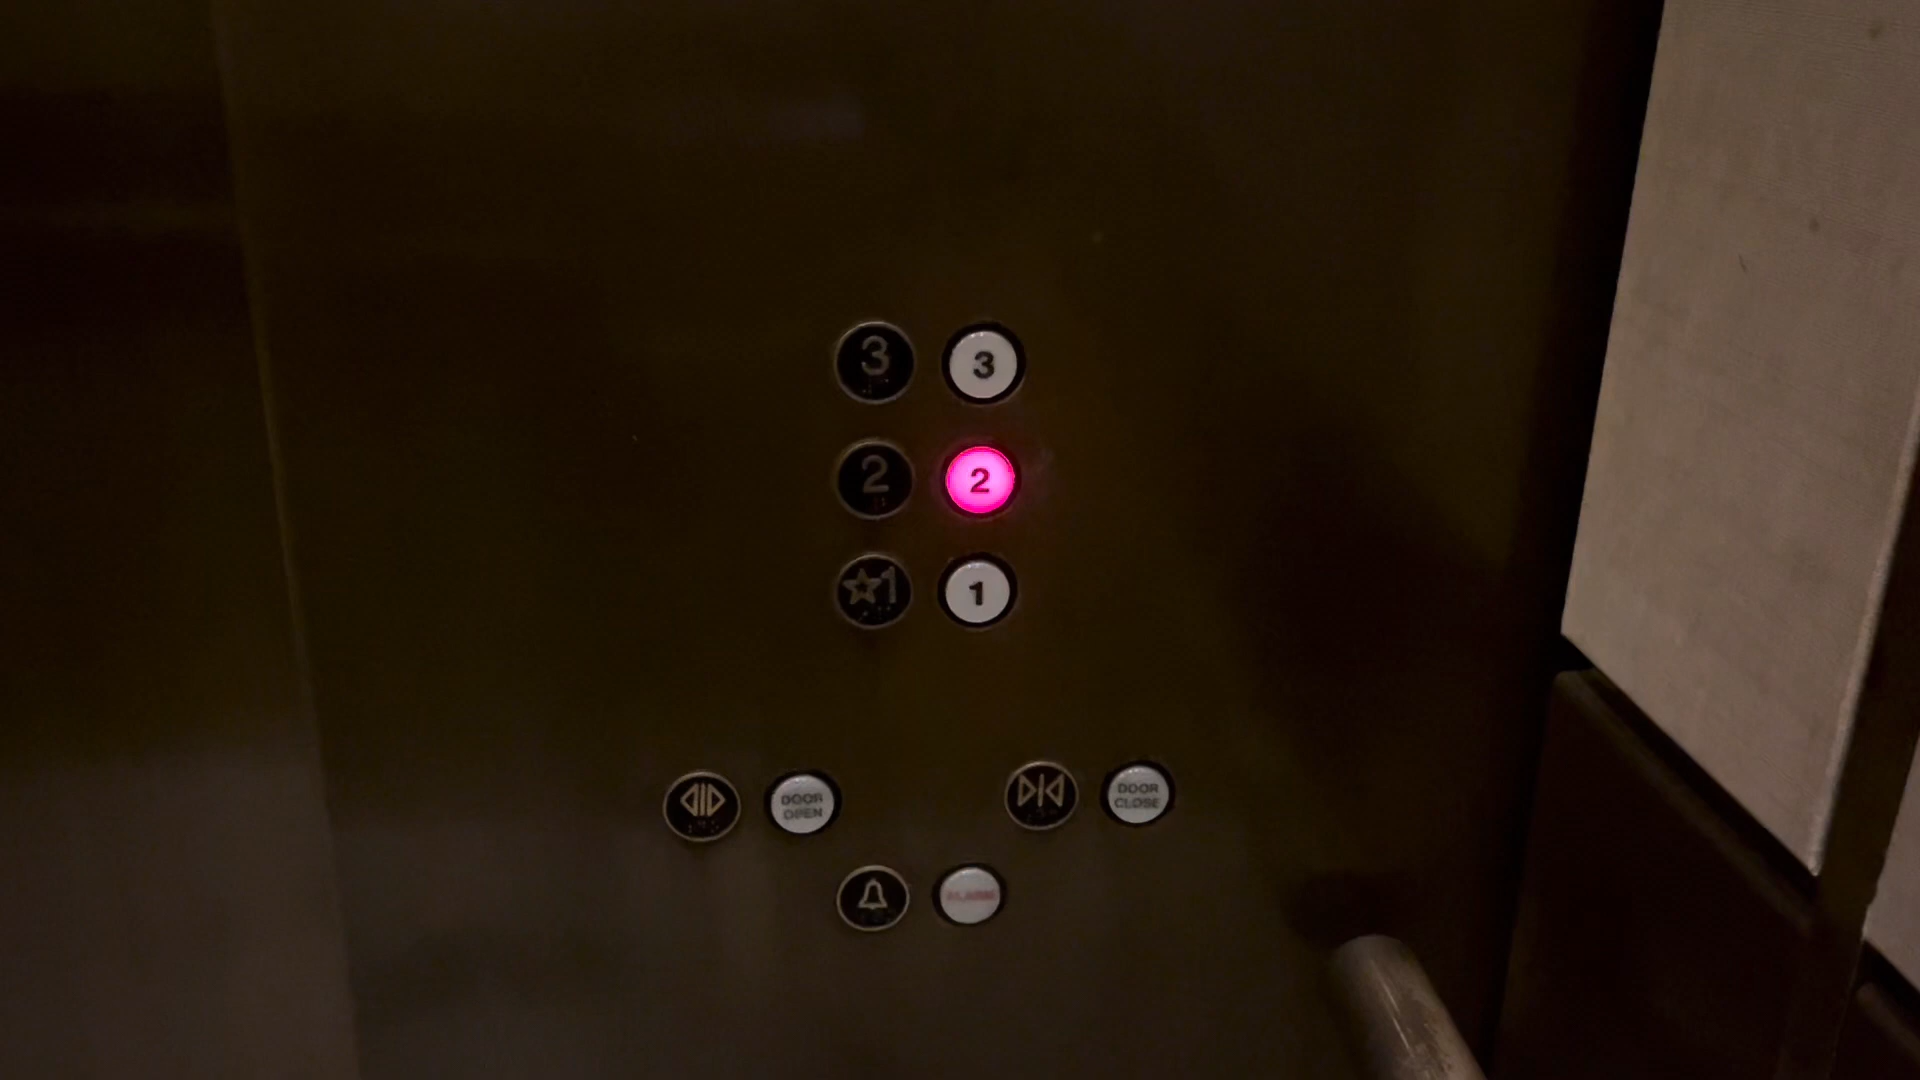 3 3
2 2
★1 1
DOOR
OPEN
DOOR
CLOSE
ALARM